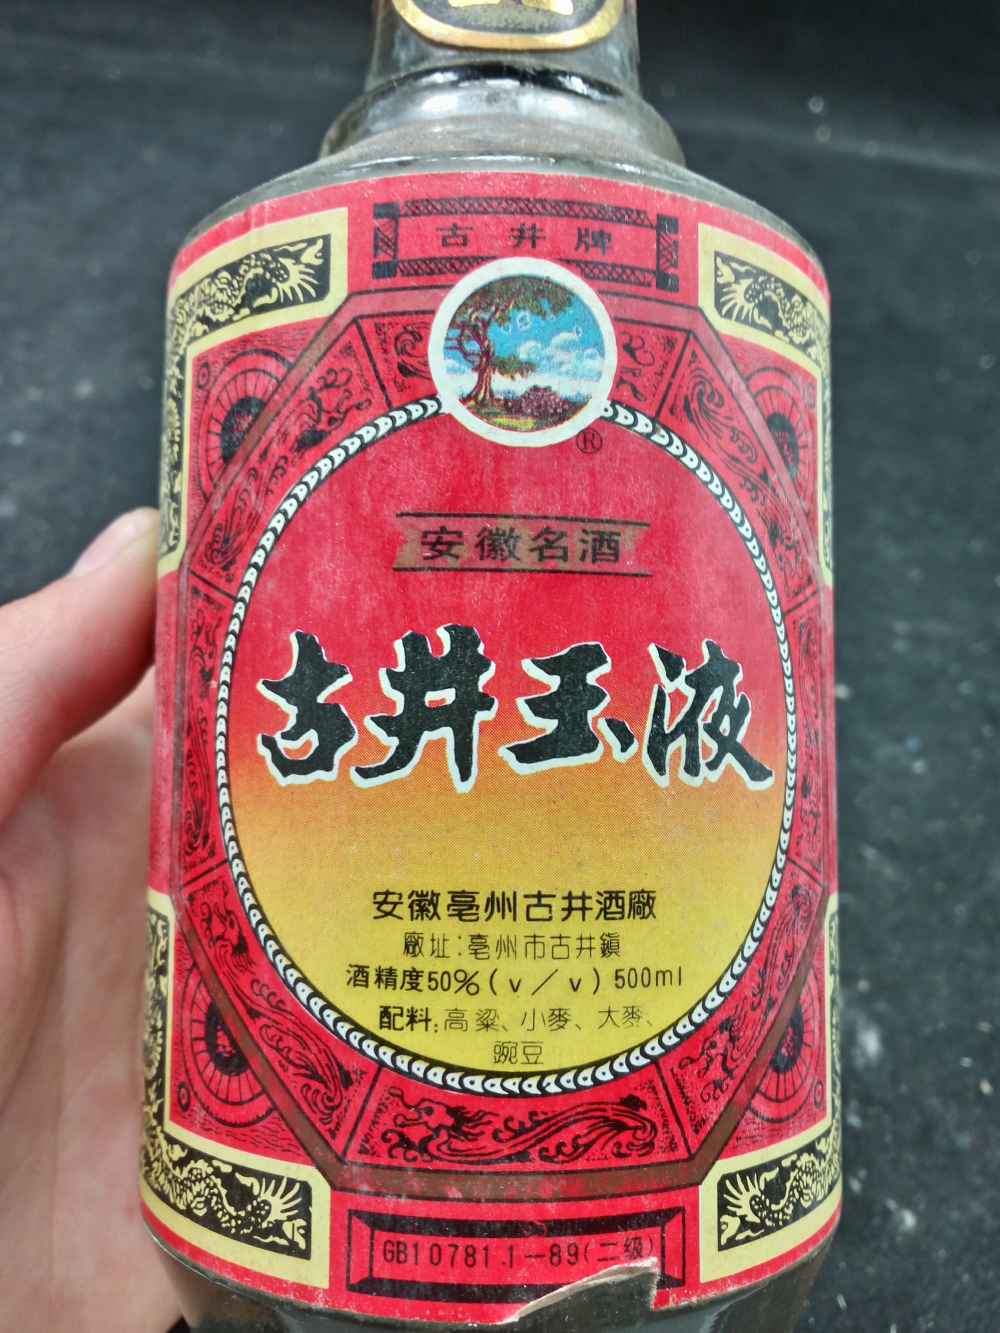 古井牌
®
安徽名酒
古井玉液
安徽亳州古井酒廠
廠址:亳州市古井鎮
酒精度50%(v/v)500ml
配料:高粱、小麥、大麥、
豌豆
GB10781.1-89(二級)